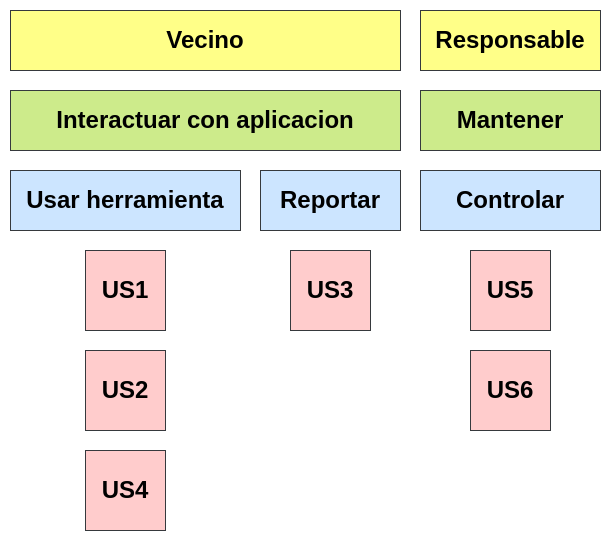 Vecino
Responsable
Interactuar con aplicacion
Mantener
Usar herramienta
Reportar
Controlar
US1
US3
US5
US2
US6
US4